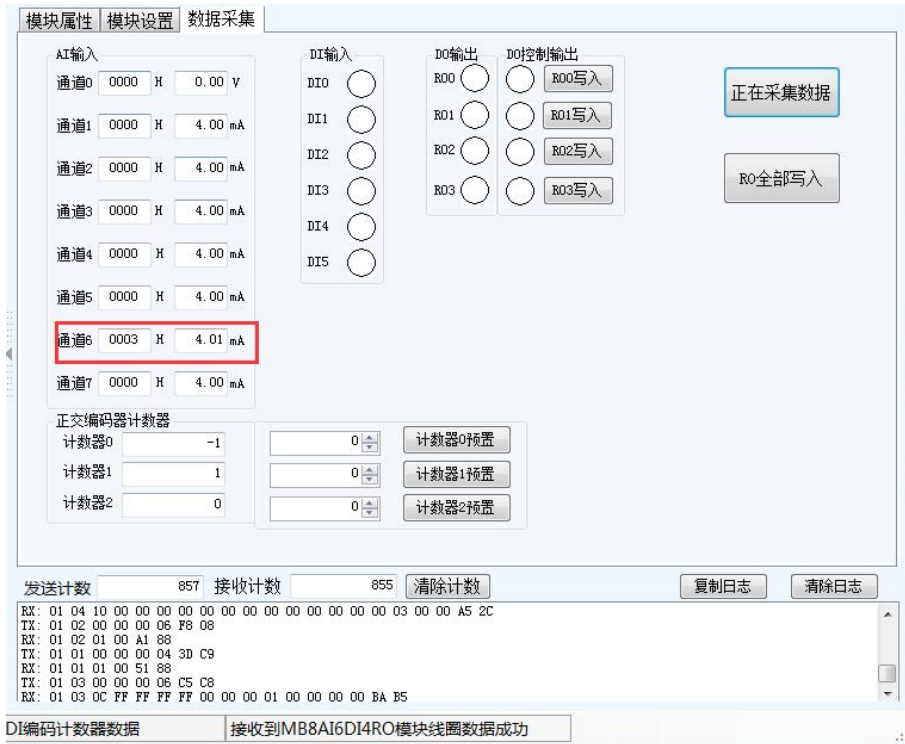 模块属性 模块设置 数据采集
AI输入 DI输入 DO输出 DO控制输出
通道0 0000 H 0.00 V DI0 RO0 RO0写入 正在采集数据
通道1 0000 H 4.00 mA DI1 RO1 RO1写入
通道2 0000 H 4.00 mA DI2 RO2 RO2写入 RO全部写入
通道3 0000 H 4.00 mA DI3 RO3 RO3写入
通道4 0000 H 4.00 mA DI4
通道5 0000 H 4.00 mA DI5
通道6 0003 H 4.01 mA
通道7 0000 H 4.00 mA
正交编码器计数器
计数器0 -1 0 计数器0预置
计数器1 1 0 计数器1预置
计数器2 0 0 计数器2预置
发送计数 857 接收计数 855 清除计数 复制日志 清除日志
RX: 01 04 10 00 00 00 00 00 00 00 00 00 00 00 00 00 03 00 00 A5 2C
TX: 01 02 00 00 00 06 F8 08
RX: 01 02 01 00 A1 88
TX: 01 01 00 00 00 04 3D C9
RX: 01 01 01 00 51 88
TX: 01 03 00 00 00 06 C5 C8
RX: 01 03 0C FF FF FF FF 00 00 00 01 00 00 00 00 BA B5
DI编码计数器数据 接收到MB8AI6DI4RO模块线圈数据成功